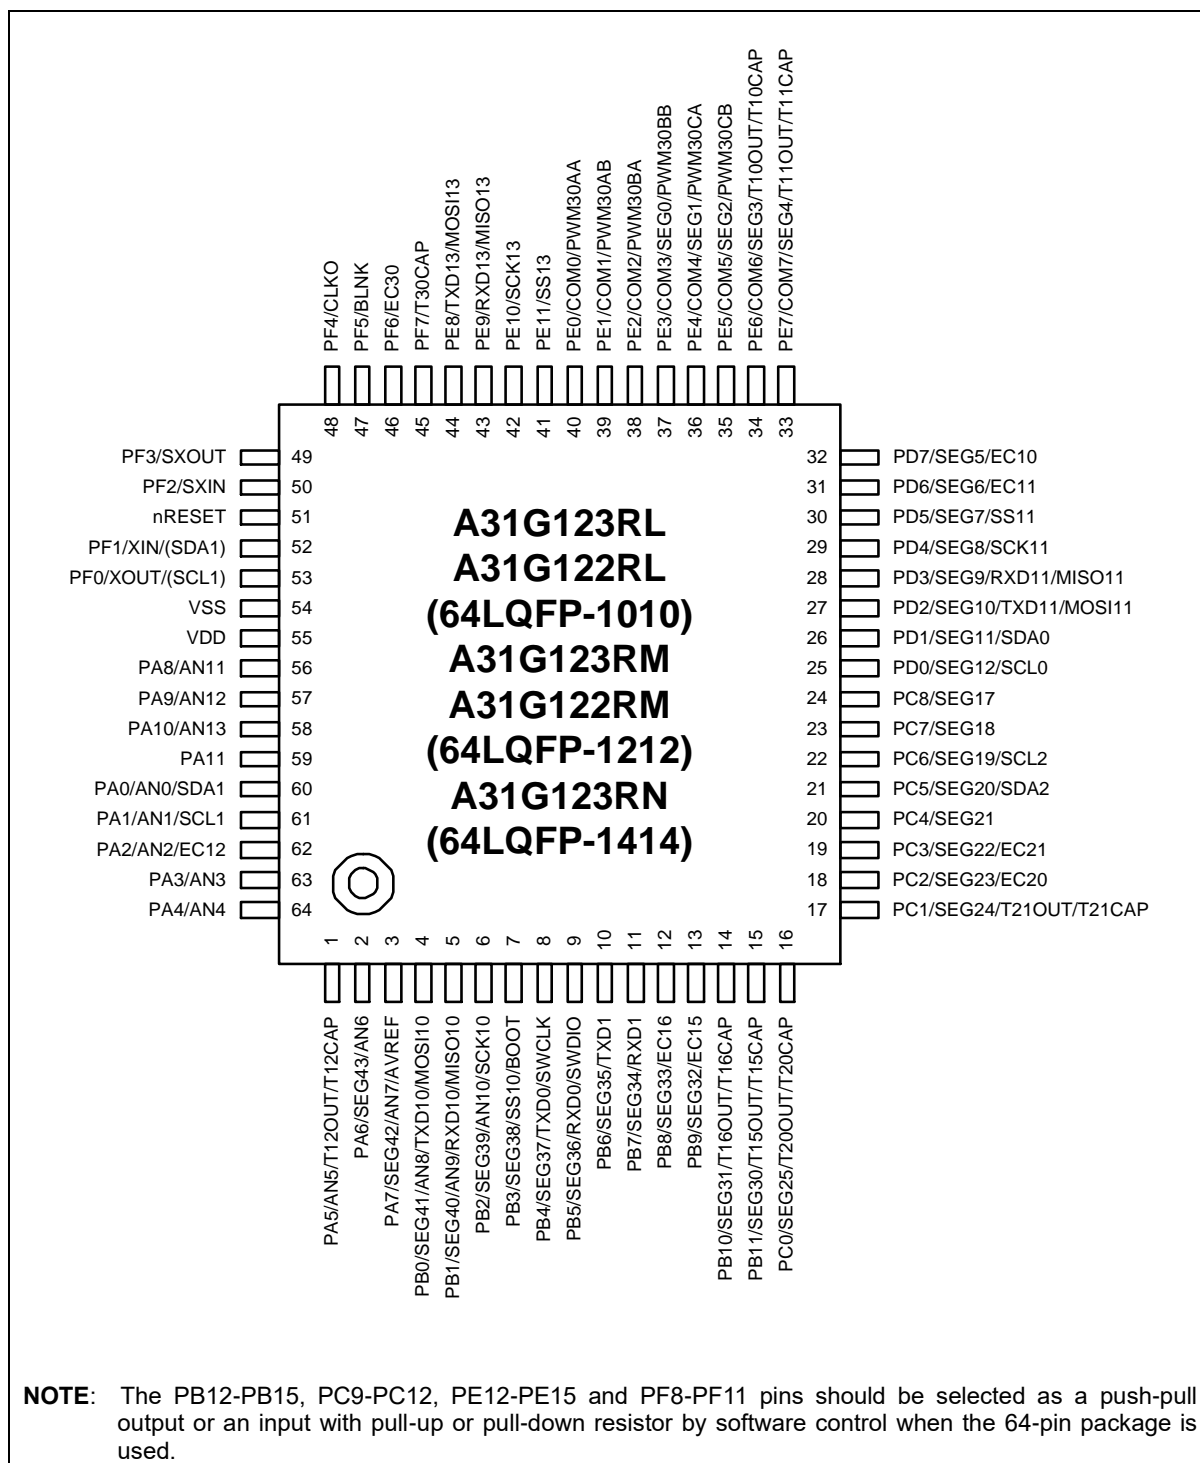 PF4/CLKO
PF5/BLNK
PF6/EC30
PF7/T30CAP
PE8/TXD13/MOSI13
PE9/RXD13/MISO13
PE10/SCK13
PE11/SS13
PE0/COM0/PWM30AA
PE1/COM1/PWM30AB
PE2/COM2/PWM30BA
PE3/COM3/SEG0/PWM30BB
PE4/COM4/SEG1/PWM30CA
PE5/COM5/SEG2/PWM30CB
PE6/COM6/SEG3/T10OUT/T10CAP
PE7/COM7/SEG4/T11OUT/T11CAP
48 47 46 45 44 43 42 41 40 39 38 37 36 35 34 33
PF3/SXOUT 49
PF2/SXIN 50
nRESET 51
PF1/XIN/(SDA1) 52
PF0/XOUT/(SCL1) 53
VSS 54
VDD 55
PA8/AN11 56
PA9/AN12 57
PA10/AN13 58
PA11 59
PA0/AN0/SDA1 60
PA1/AN1/SCL1 61
PA2/AN2/EC12 62
PA3/AN3 63
PA4/AN4 64
A31G123RL
A31G122RL
(64LQFP-1010)
A31G123RM
A31G122RM
(64LQFP-1212)
A31G123RN
(64LQFP-1414)
32 PD7/SEG5/EC10
31 PD6/SEG6/EC11
30 PD5/SEG7/SS11
29 PD4/SEG8/SCK11
28 PD3/SEG9/RXD11/MISO11
27 PD2/SEG10/TXD11/MOSI11
26 PD1/SEG11/SDA0
25 PD0/SEG12/SCL0
24 PC8/SEG17
23 PC7/SEG18
22 PC6/SEG19/SCL2
21 PC5/SEG20/SDA2
20 PC4/SEG21
19 PC3/SEG22/EC21
18 PC2/SEG23/EC20
17 PC1/SEG24/T21OUT/T21CAP
1 2 3 4 5 6 7 8 9 10 11 12 13 14 15 16
PA5/AN5/T12OUT/T12CAP
PA6/SEG43/AN6
PA7/SEG42/AN7/AVREF
PB0/SEG41/AN8/TXD10/MOSI10
PB1/SEG40/AN9/RXD10/MISO10
PB2/SEG39/AN10/SCK10
PB3/SEG38/SS10/BOOT
PB4/SEG37/TXD0/SWCLK
PB5/SEG36/RXD0/SWDIO
PB6/SEG35/TXD1
PB7/SEG34/RXD1
PB8/SEG33/EC16
PB9/SEG32/EC15
PB10/SEG31/T16OUT/T16CAP
PB11/SEG30/T15OUT/T15CAP
PC0/SEG25/T20OUT/T20CAP
NOTE: The PB12-PB15, PC9-PC12, PE12-PE15 and PF8-PF11 pins should be selected as a push-pull
output or an input with pull-up or pull-down resistor by software control when the 64-pin package is
used.